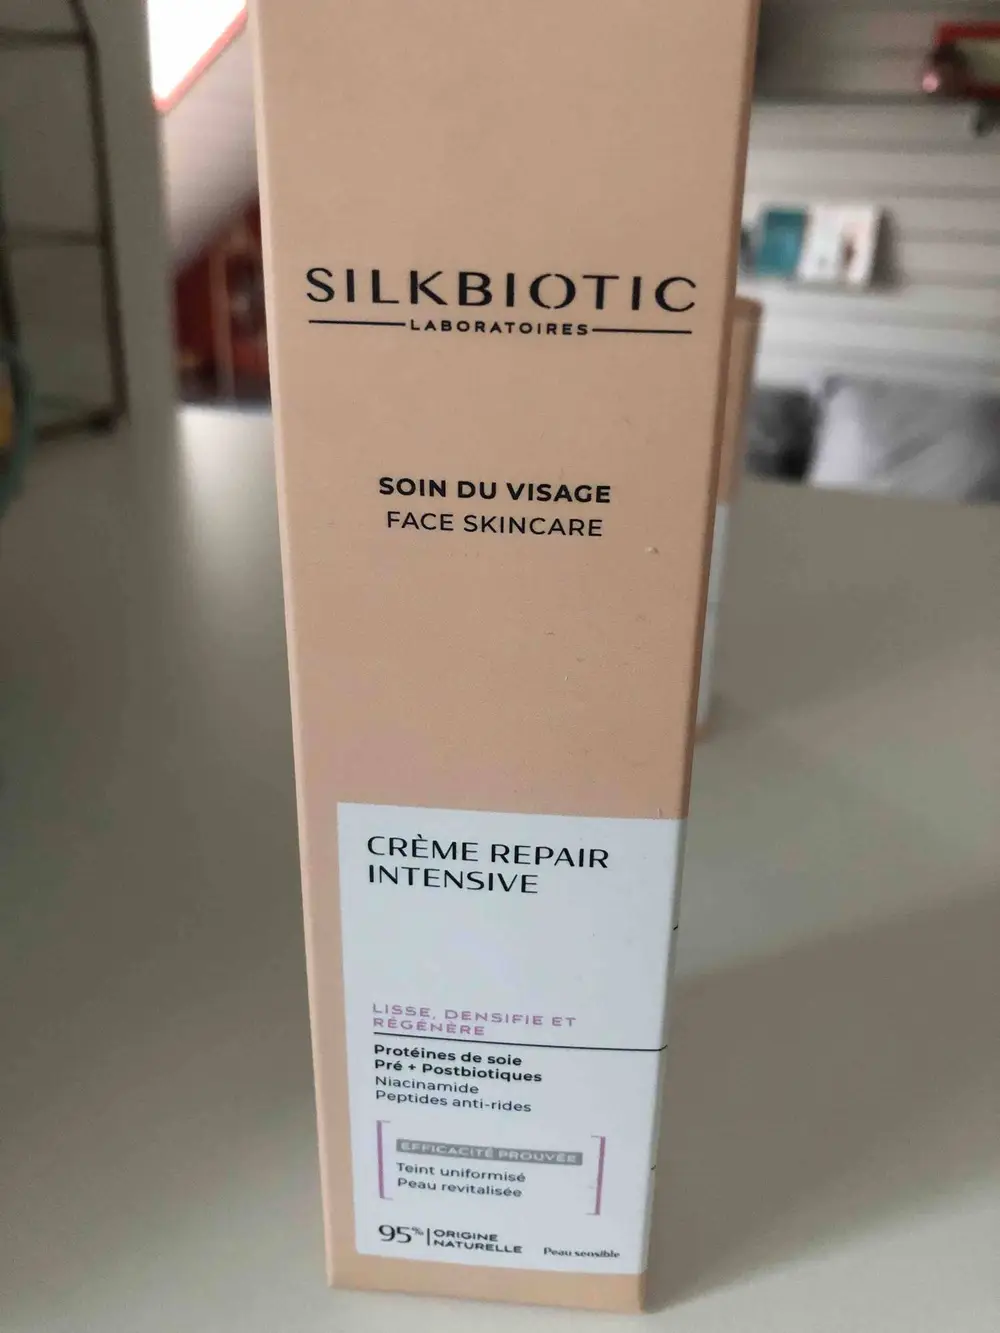 SILKBIOTIC
LABORATOIRES
SOIN DU VISAGE
FACE SKINCARE
CRÈME REPAIR
INTENSIVE
LISSE, DENSIFIE ET
RÉGÉNÈRE
Protéines de soie
Pré + Postbiotiques
Niacinamide
Peptides anti-rides
EFFICACITÉ PROUVÉE
Teint uniformisé
Peau revitalisée
95% | ORIGINE
NATURELLE
Peau sensible